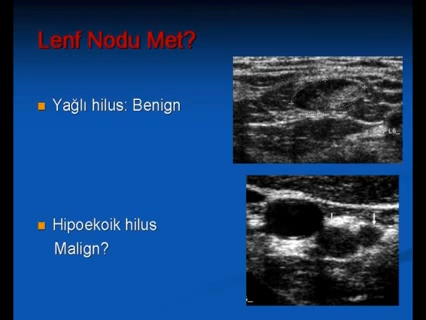 Lenf Nodu Met?
Yağlı hilus: Benign
Hipoekoik hilus
Malign?